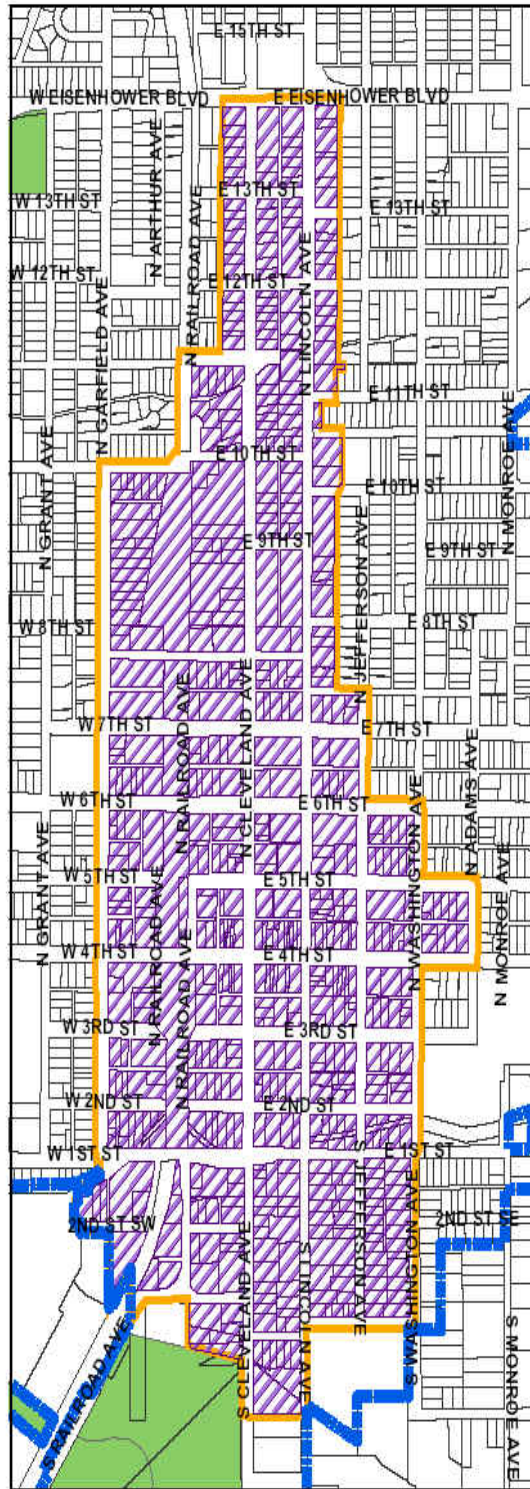 E 15TH ST
W EISENHOWER BLVD
E EISENHOWER BLVD
N ARTHUR AVE
N RAILROAD AVE
E 13TH ST
W 13TH ST
E 13TH ST
N LINCOLN AVE
W 12TH ST
E 12TH ST
N GARFIELD AVE
E 11TH ST
N GRANT AVE
E 10TH ST
N MONROE AVE
E 10TH ST
E 9TH ST
E 9TH ST
N JEFFERSON AVE
W 8TH ST
E 8TH ST
N RAILROAD AVE
N CLEVELAND AVE
W 7TH ST
E 7TH ST
W 6TH ST
E 6TH ST
N WASHINGTON AVE
N ADAMS AVE
N GRANT AVE
W 5TH ST
E 5TH ST
N RAILROAD AVE
N MONROE AVE
W 4TH ST
E 4TH ST
N RAILROAD AVE
W 3RD ST
E 3RD ST
W 2ND ST
E 2ND ST
W 1ST ST
E 1ST ST
S JEFFERSON AVE
S WASHINGTON AVE
2ND ST SW
2ND ST SE
S CLEVELAND AVE
S LINCOLN AVE
S RAILROAD AVE
S MONROE AVE